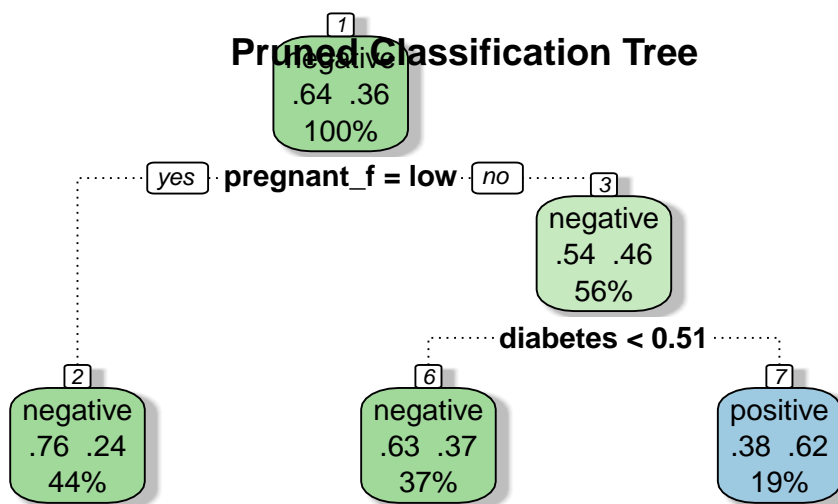 1
Pruned Classification Tree
negative
.64 .36
100%
yes pregnant_f = low no
3
negative
.54 .46
56%
diabetes < 0.51
2
negative
.76 .24
44%
6
negative
.63 .37
37%
7
positive
.38 .62
19%